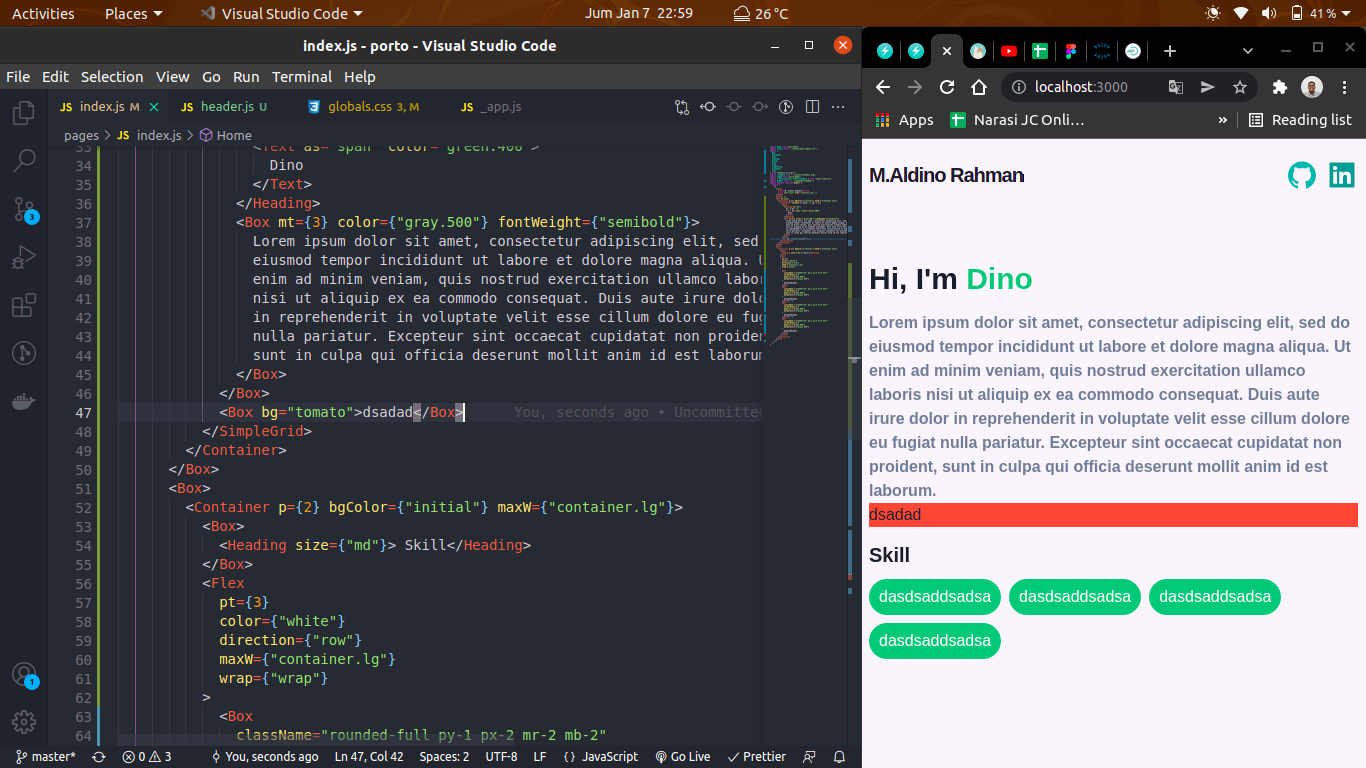 Activities Places Visual Studio Code Jum Jan 7 22:59 26 °C 41 %
index.js - porto - Visual Studio Code
File Edit Selection View Go Run Terminal Help
JS index.js M JS header.js U globals.css 3, M JS _app.js
pages > JS index.js > Home
33 <Text as="span" color="green.400">
34 Dino
35 </Text>
36 </Heading>
37 <Box mt={3} color={"gray.500"} fontWeight={"semibold"}>
38 Lorem ipsum dolor sit amet, consectetur adipiscing elit, sed
39 eiusmod tempor incididunt ut labore et dolore magna aliqua. U
40 enim ad minim veniam, quis nostrud exercitation ullamco labor
41 nisi ut aliquip ex ea commodo consequat. Duis aute irure dolo
42 in reprehenderit in voluptate velit esse cillum dolore eu fug
43 nulla pariatur. Excepteur sint occaecat cupidatat non proiden
44 sunt in culpa qui officia deserunt mollit anim id est laborum
45 </Box>
46 </Box>
47 <Box bg="tomato">dsadad</Box> You, seconds ago • Uncommitted
48 </SimpleGrid>
49 </Container>
50 </Box>
51 <Box>
52 <Container p={2} bgColor={"initial"} maxW={"container.lg"}>
53 <Box>
54 <Heading size={"md"}> Skill</Heading>
55 </Box>
56 <Flex
57 pt={3}
58 color={"white"}
59 direction={"row"}
60 maxW={"container.lg"}
61 wrap={"wrap"}
62 >
63 <Box
64 className="rounded-full py-1 px-2 mr-2 mb-2"
3
1
master* 0 3 You, seconds ago Ln 47, Col 42 Spaces: 2 UTF-8 LF {} JavaScript Go Live Prettier
localhost:3000
Apps Narasi JC Onli… » Reading list
M.Aldino Rahman
in
Hi, I'm Dino
Lorem ipsum dolor sit amet, consectetur adipiscing elit, sed do
eiusmod tempor incididunt ut labore et dolore magna aliqua. Ut
enim ad minim veniam, quis nostrud exercitation ullamco
laboris nisi ut aliquip ex ea commodo consequat. Duis aute
irure dolor in reprehenderit in voluptate velit esse cillum dolore
eu fugiat nulla pariatur. Excepteur sint occaecat cupidatat non
proident, sunt in culpa qui officia deserunt mollit anim id est
laborum.
dsadad
Skill
dasdsaddsadsa dasdsaddsadsa dasdsaddsadsa
dasdsaddsadsa